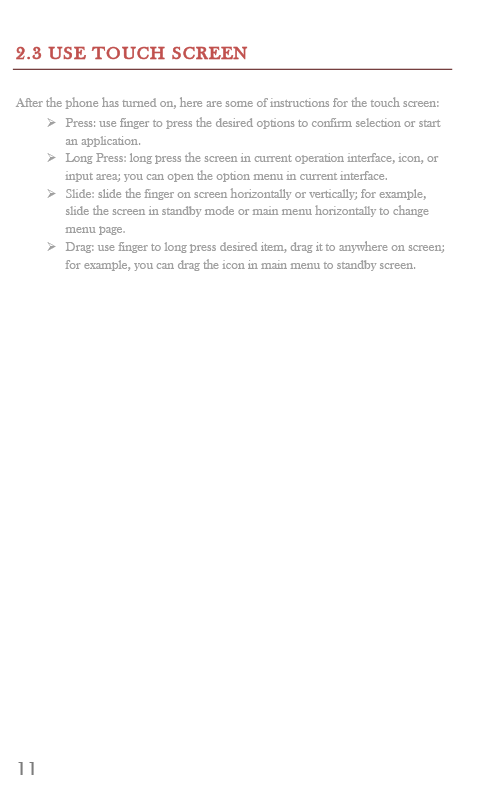 2.3 USE TOUCH SCREEN
After the phone has turned on, here are some of instructions for the touch screen:
➢ Press: use finger to press the desired options to confirm selection or start
an application.
➢ Long Press: long press the screen in current operation interface, icon, or
input area; you can open the option menu in current interface.
➢ Slide: slide the finger on screen horizontally or vertically; for example,
slide the screen in standby mode or main menu horizontally to change
menu page.
➢ Drag: use finger to long press desired item, drag it to anywhere on screen;
for example, you can drag the icon in main menu to standby screen.
11